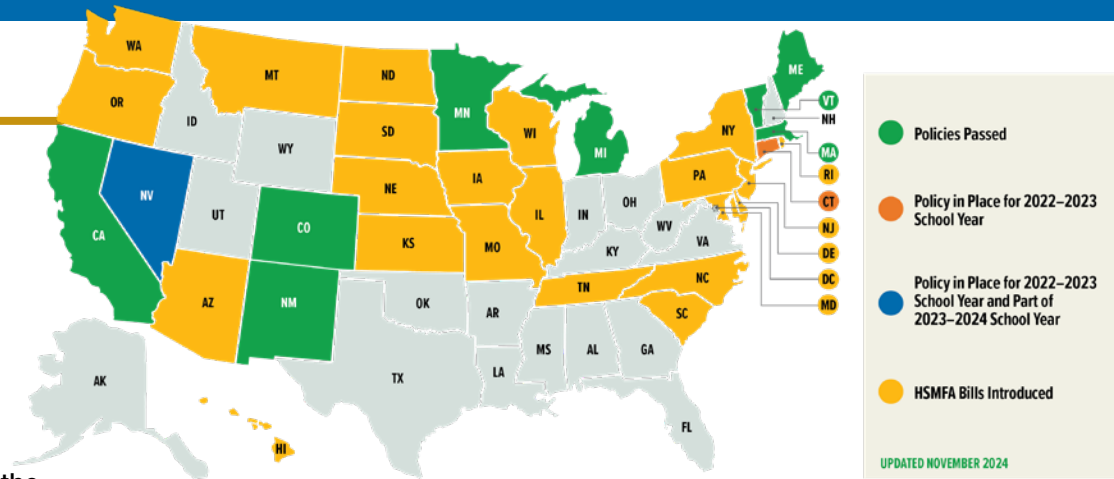 WA
MT
ND
MN
OR
ID
SD
WI
MI
NY
ME
VT
NH
MA
RI
CT
NJ
DE
DC
MD
WY
NE
IA
PA
NV
UT
CO
CA
KS
MO
IL
IN
OH
WV
VA
KY
AZ
NM
OK
AR
TN
NC
SC
MS
AL
GA
LA
TX
FL
AK
HI
the
Policies Passed
Policy in Place for 2022–2023
School Year
Policy in Place for 2022–2023
School Year and Part of
2023–2024 School Year
HSMFA Bills Introduced
UPDATED NOVEMBER 2024